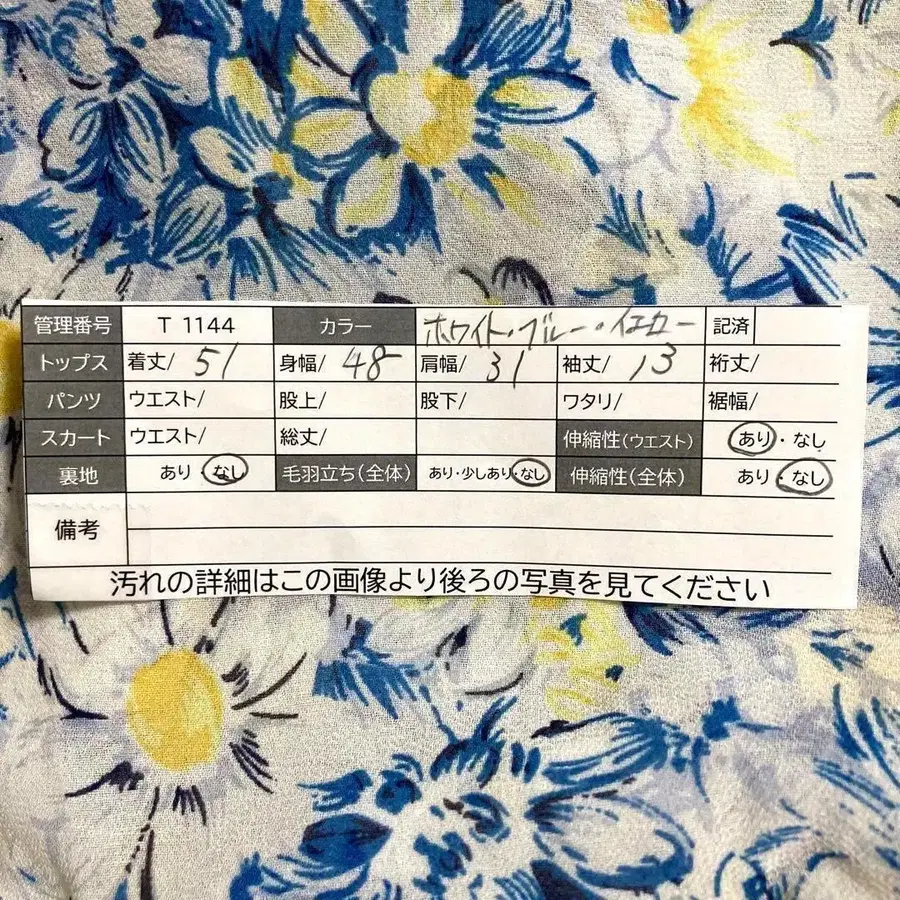 管理番号 T 1144 カラー ホワイト・ブルー・イエロー 記済
トップス 着丈/ 51 身幅/ 48 肩幅/ 31 袖丈/ 13 裄丈/
パンツ ウエスト/ 股上/ 股下/ ワタリ/ 裾幅/
スカート ウエスト/ 総丈/ 伸縮性(ウエスト) あり・なし
裏地 あり・なし 毛羽立ち(全体) あり・少しあり・なし 伸縮性(全体) あり・なし
備考
汚れの詳細はこの画像より後ろの写真を見てください